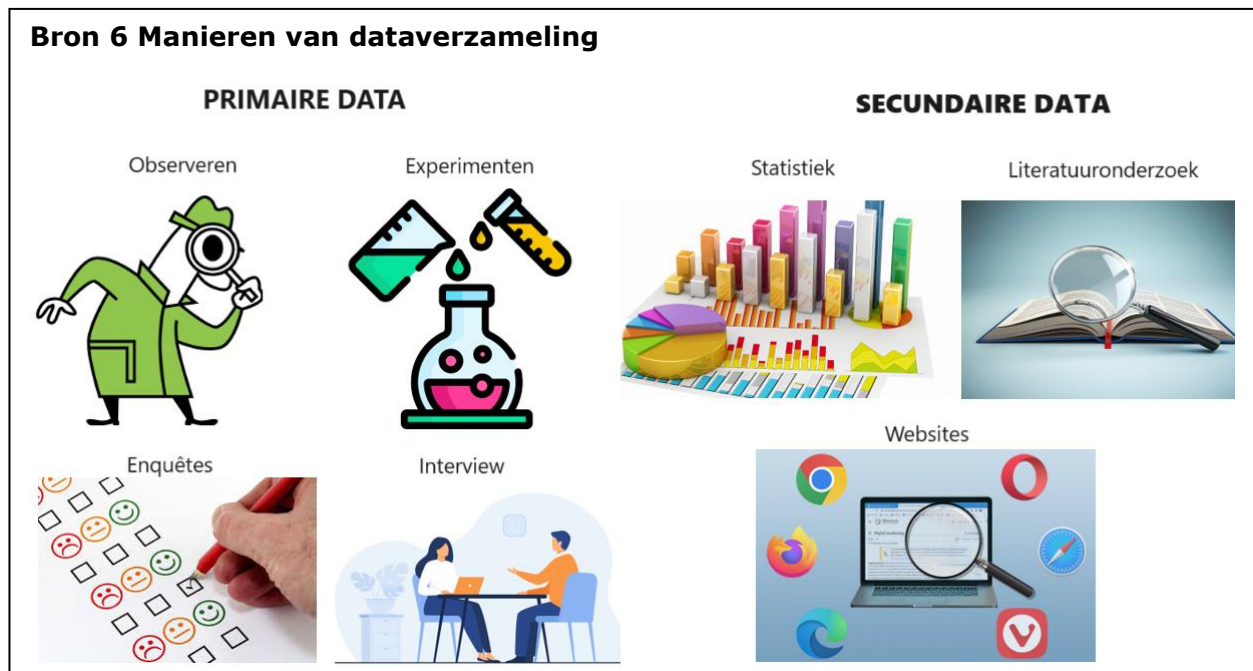 Bron 6 Manieren van dataverzameling
PRIMAIRE DATA
SECUNDAIRE DATA
Observeren
Experimenten
Statistiek
Literatuuronderzoek
Enquêtes
Interview
Websites